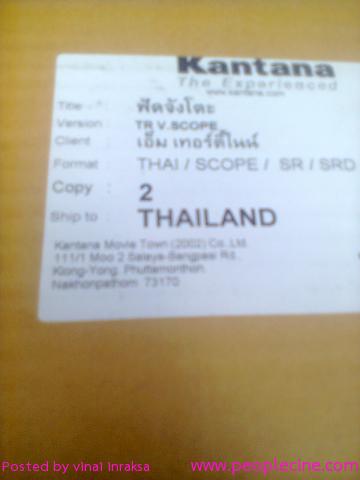 Kantana
The Experienced
www.kantana.com
Title : ฟัดจังโตะ
Version : TR V.SCOPE
Client : เอ็ม เทอร์ตี้ไนน์
Format : THAI / SCOPE / SR / SRD
Copy : 2
Ship to : THAILAND
Kantana Movie Town (2002) Co.,Ltd.
111/1 Moo 2 Salaya-Bangpasi Rd.,
Klong-Yong, Phuttamonthon,
Nakhonpathom 73170
Posted by vinai inraksa
www.peoplecine.com